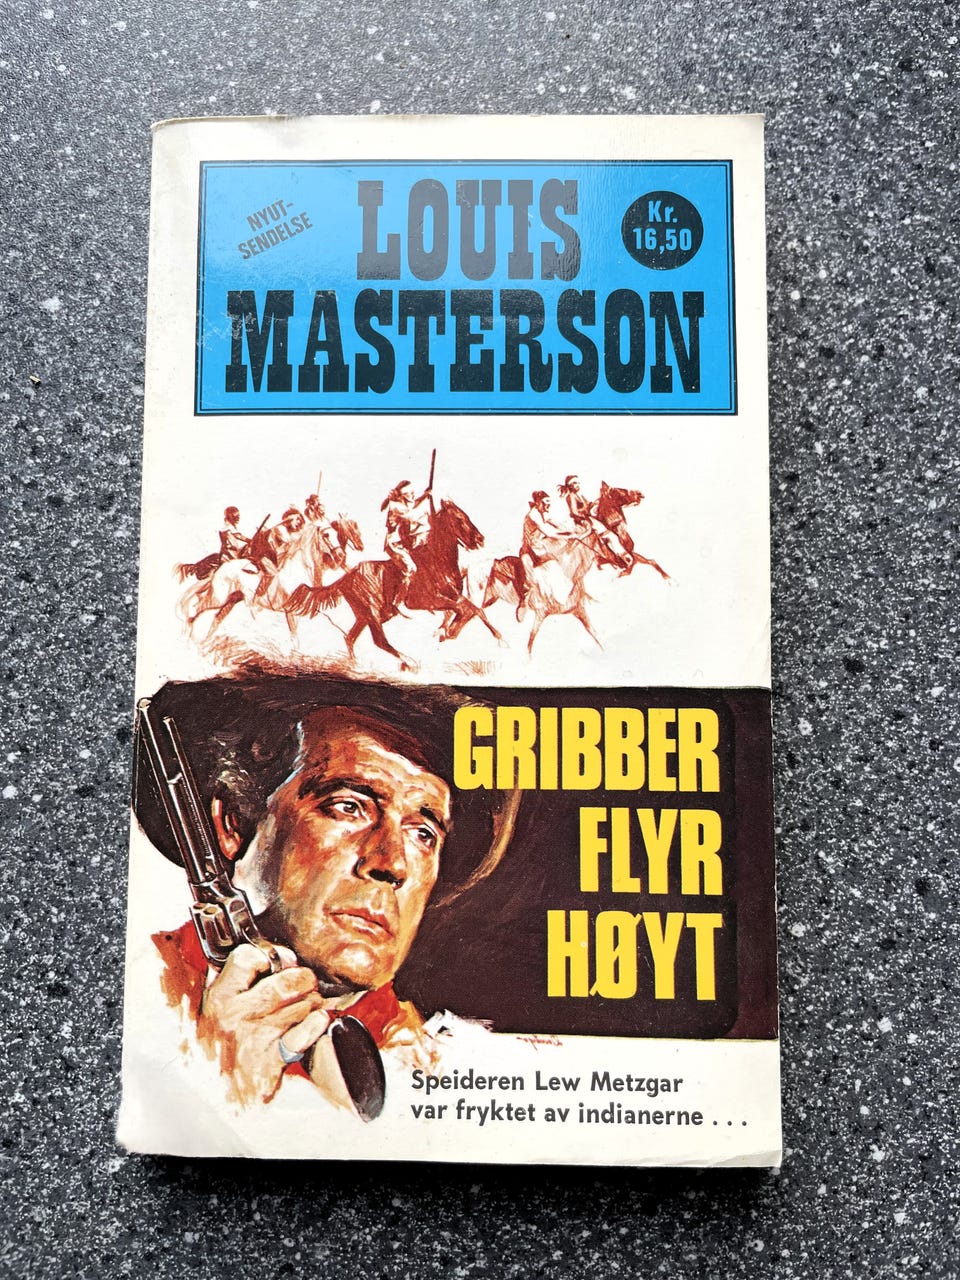 NYUT-
SENDELSE
LOUIS
MASTERSON
Kr.
16,50
GRIBBER
FLYR
HØYT
Speideren Lew Metzgar
var fryktet av indianerne . . .